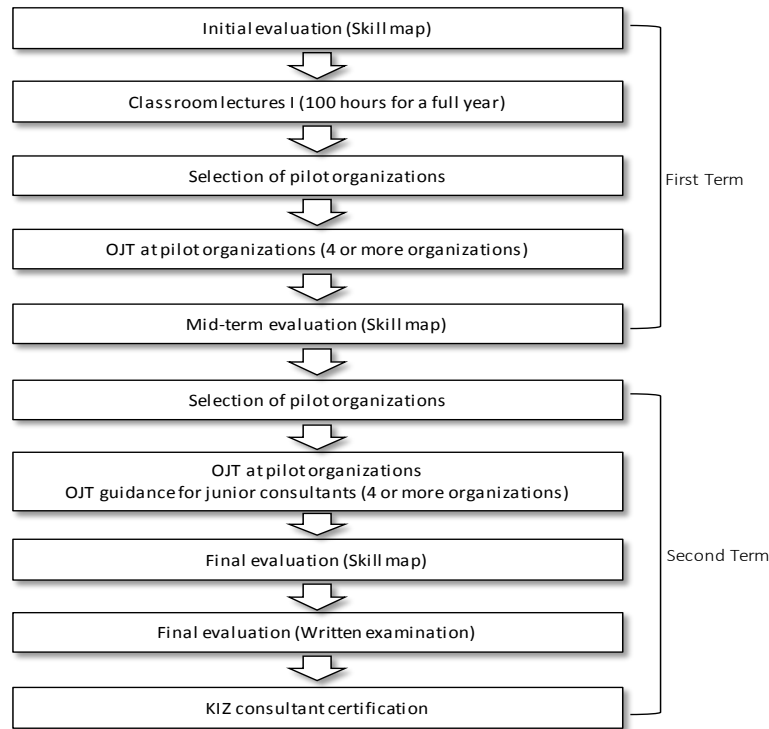 Initial evaluation (Skill map)
Classroom lectures I (100 hours for a full year)
Selection of pilot organizations
First Term
OJT at pilot organizations (4 or more organizations)
Mid-term evaluation (Skill map)
Selection of pilot organizations
OJT at pilot organizations
OJT guidance for junior consultants (4 or more organizations)
Final evaluation (Skill map)
Second Term
Final evaluation (Written examination)
KIZ consultant certification